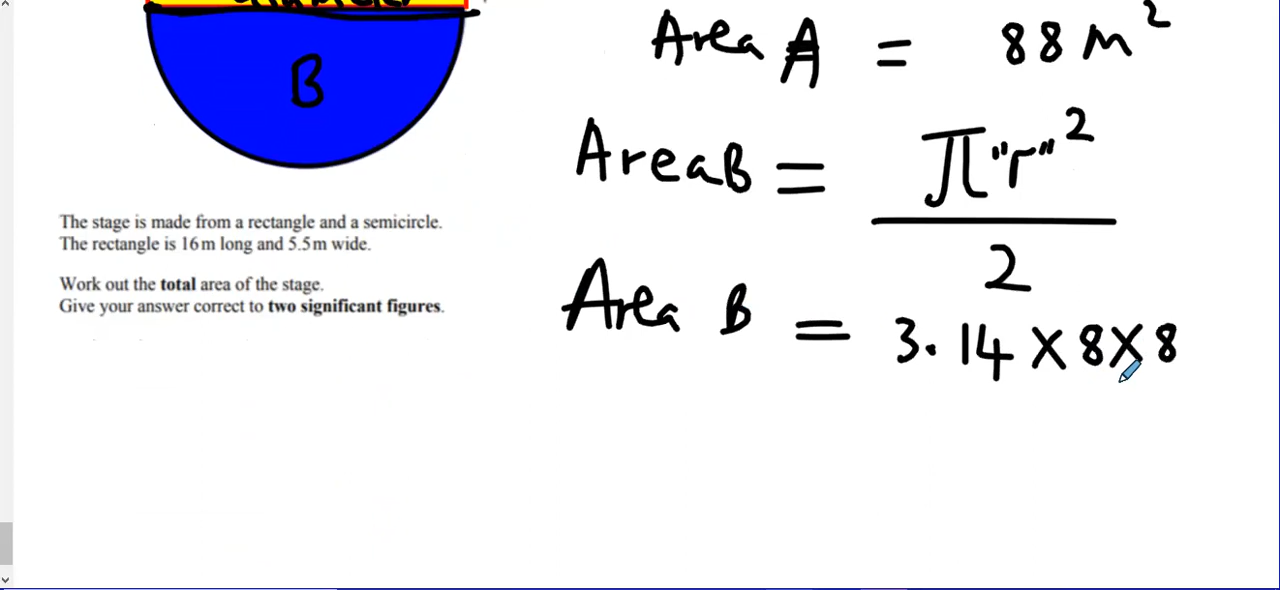 diameter
B
The stage is made from a rectangle and a semicircle.
The rectangle is 16 m long and 5.5 m wide.
Work out the total area of the stage.
Give your answer correct to two significant figures.
Area A = 88 m²
Area B = π "r"²
2
Area B = 3.14 X 8 X 8